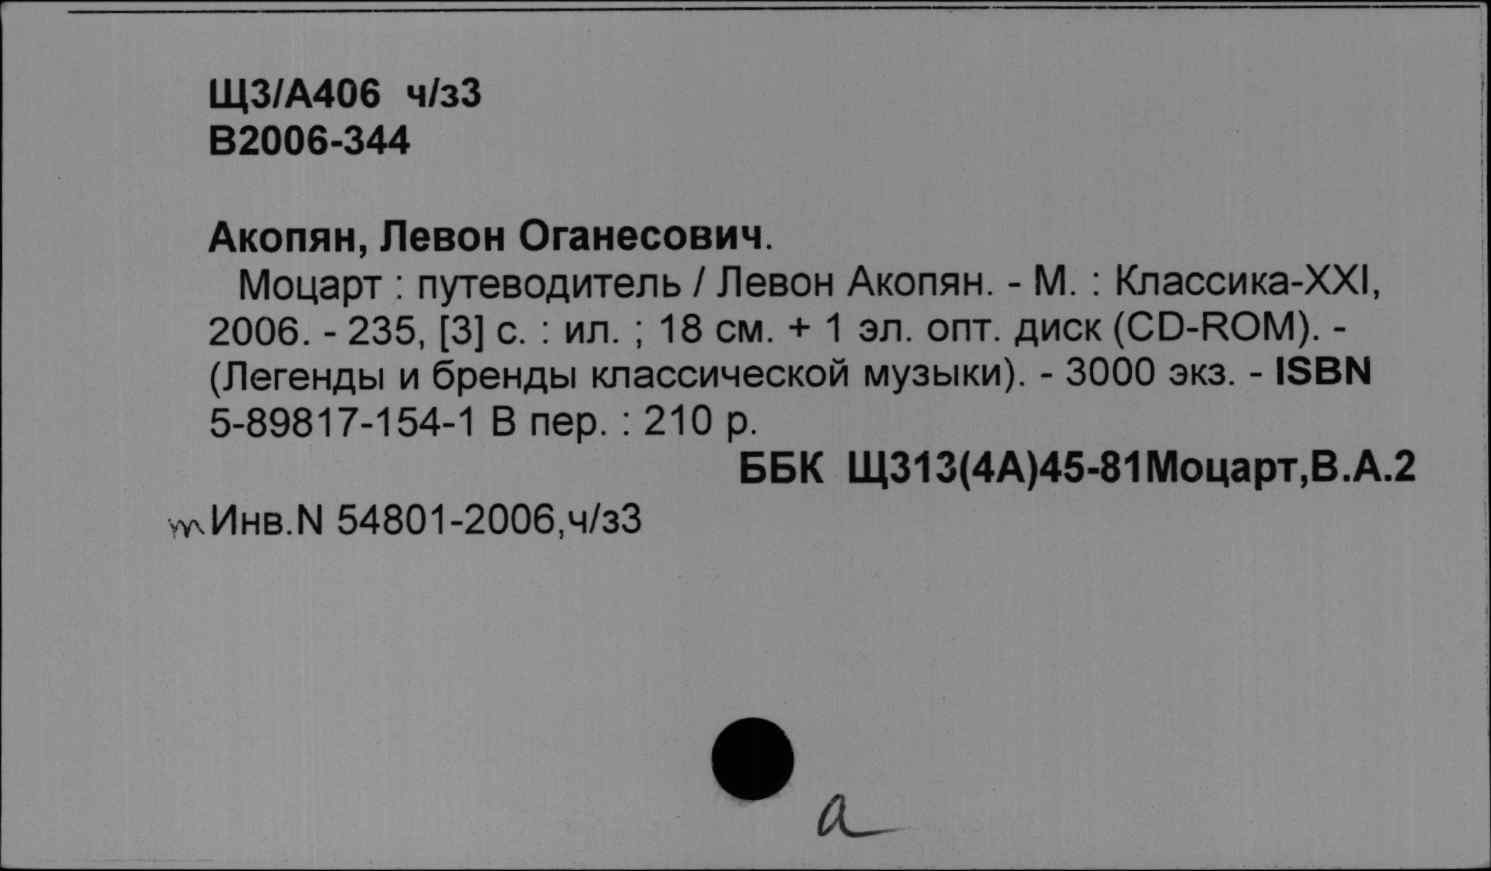 Щ3/А406 ч/з3
В2006-344
Акопян, Левон Оганесович.
Моцарт : путеводитель / Левон Акопян. - М. : Классика-XXI,
2006. - 235, [3] с. : ил. ; 18 см. + 1 эл. опт. диск (CD-ROM). -
(Легенды и бренды классической музыки). - 3000 экз. - ISBN
5-89817-154-1 В пер. : 210 р.
ББК Щ313(4А)45-81Моцарт,В.А.2
Инв.N 54801-2006,ч/з3
а